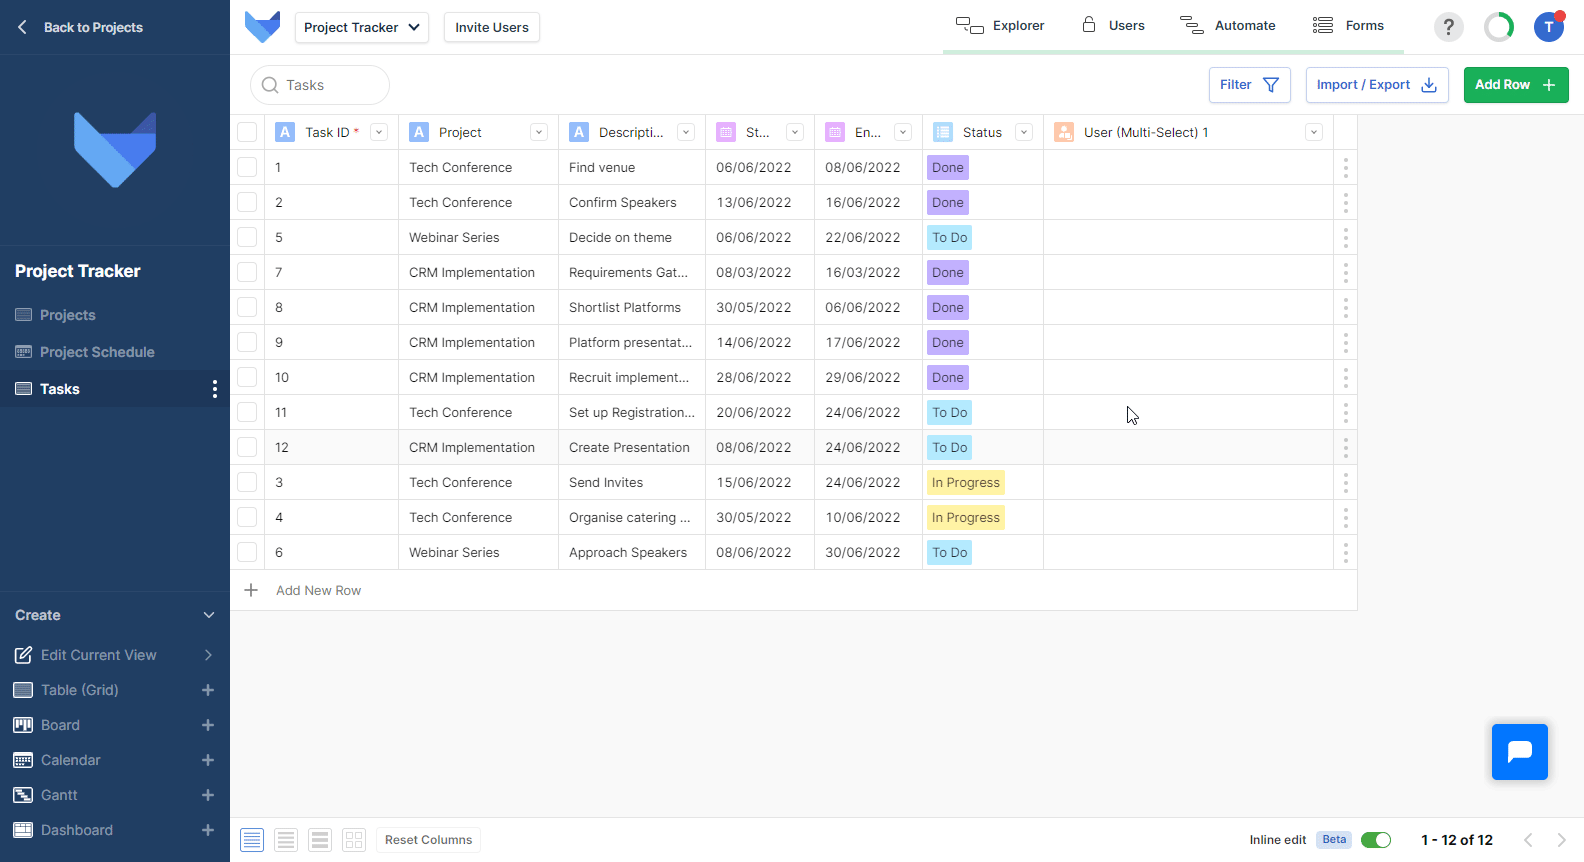 Back to Projects
Project Tracker
Invite Users
Explorer
Users
Automate
Forms
?
T
Tasks
Filter
Import / Export
Add Row
A Task ID * A Project A Descripti... St... En... Status User (Multi-Select) 1
1 Tech Conference Find venue 06/06/2022 08/06/2022 Done
2 Tech Conference Confirm Speakers 13/06/2022 16/06/2022 Done
5 Webinar Series Decide on theme 06/06/2022 22/06/2022 To Do
7 CRM Implementation Requirements Gat... 08/03/2022 16/03/2022 Done
8 CRM Implementation Shortlist Platforms 30/05/2022 06/06/2022 Done
9 CRM Implementation Platform presentat... 14/06/2022 17/06/2022 Done
10 CRM Implementation Recruit implement... 28/06/2022 29/06/2022 Done
11 Tech Conference Set up Registration... 20/06/2022 24/06/2022 To Do
12 CRM Implementation Create Presentation 08/06/2022 24/06/2022 To Do
3 Tech Conference Send Invites 15/06/2022 24/06/2022 In Progress
4 Tech Conference Organise catering ... 30/05/2022 10/06/2022 In Progress
6 Webinar Series Approach Speakers 08/06/2022 30/06/2022 To Do
Add New Row
Project Tracker
Projects
Project Schedule
Tasks
Create
Edit Current View
Table (Grid)
Board
Calendar
Gantt
Dashboard
Reset Columns
Inline edit Beta
1 - 12 of 12